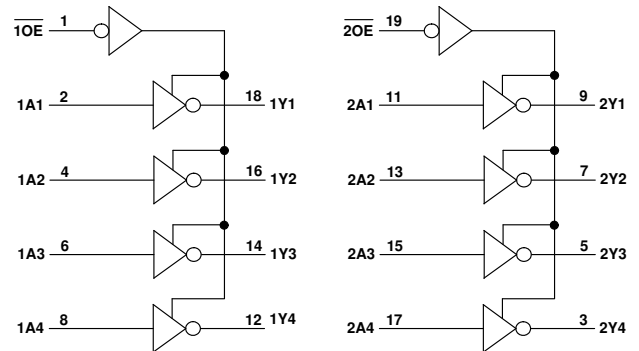 1OE 1
1A1 2 18 1Y1
1A2 4 16 1Y2
1A3 6 14 1Y3
1A4 8 12 1Y4
2OE 19
2A1 11 9 2Y1
2A2 13 7 2Y2
2A3 15 5 2Y3
2A4 17 3 2Y4